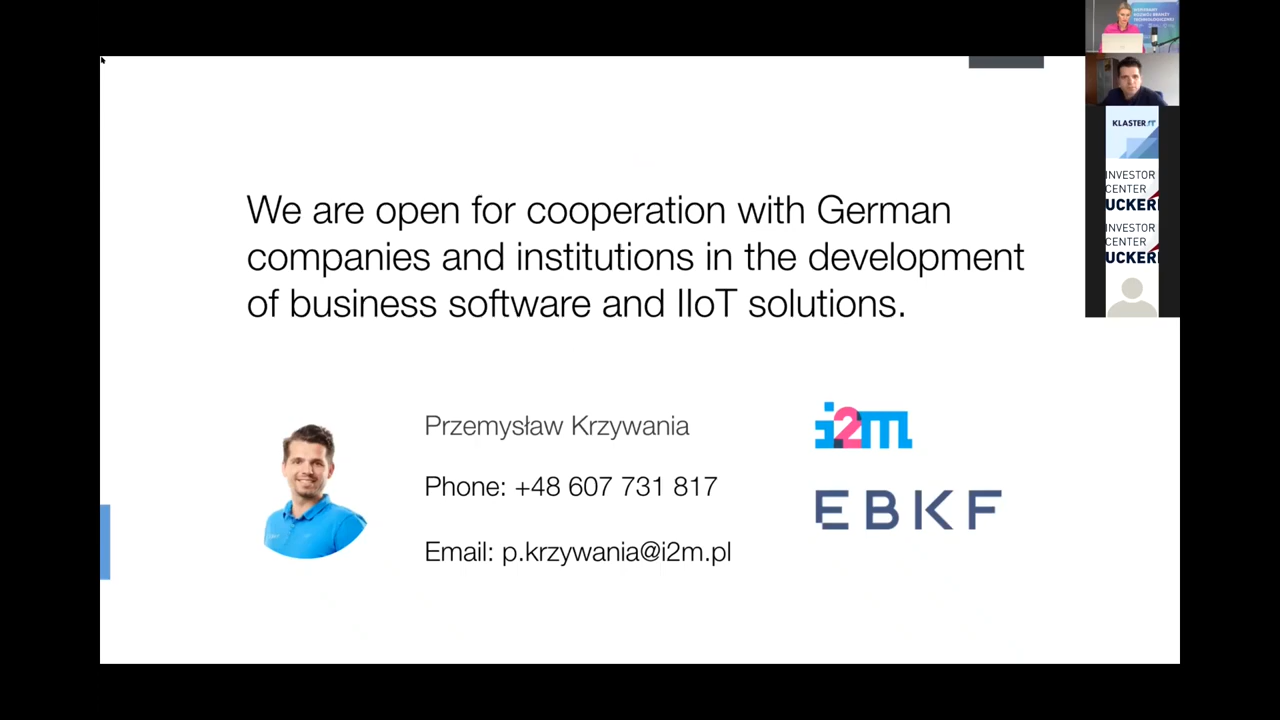 We are open for cooperation with German
companies and institutions in the development
of business software and IIoT solutions.
Przemysław Krzywania
Phone: +48 607 731 817
Email: p.krzywania@i2m.pl
i2m
EBKF
KLASTER IT
INVESTOR
CENTER
UCKER
INVESTOR
CENTER
UCKER